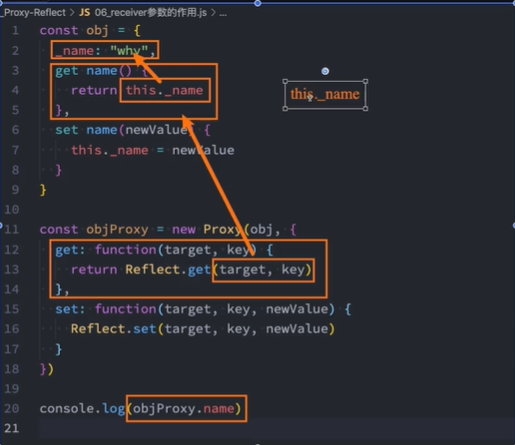 _Proxy-Reflect > JS 06_receiver参数的作用.js > ...
1 const obj = {
2 _name: "why",
3 get name() {
4 return this._name
5 },
6 set name(newValue) {
7 this._name = newValue
8 }
9 }
10
11 const objProxy = new Proxy(obj, {
12 get: function(target, key) {
13 return Reflect.get(target, key)
14 },
15 set: function(target, key, newValue) {
16 Reflect.set(target, key, newValue)
17 }
18 })
19
20 console.log(objProxy.name)
21
this._name